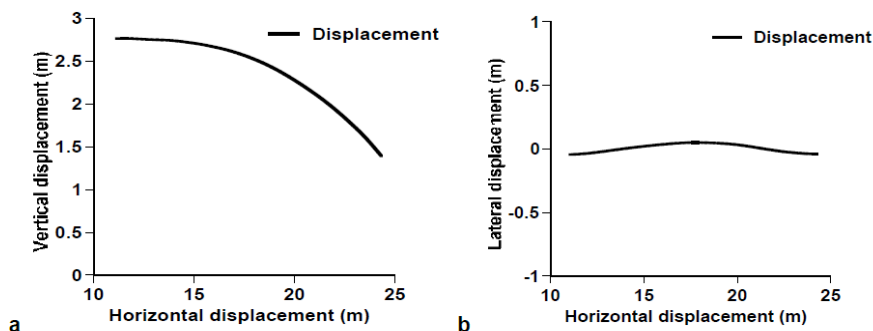 3
2.5
2
1.5
1
0.5
0
10
15
20
25
Vertical displacement (m)
Horizontal displacement (m)
Displacement
a
1
0.5
0
-0.5
-1
10
15
20
25
Lateral displacement (m)
Horizontal displacement (m)
Displacement
b